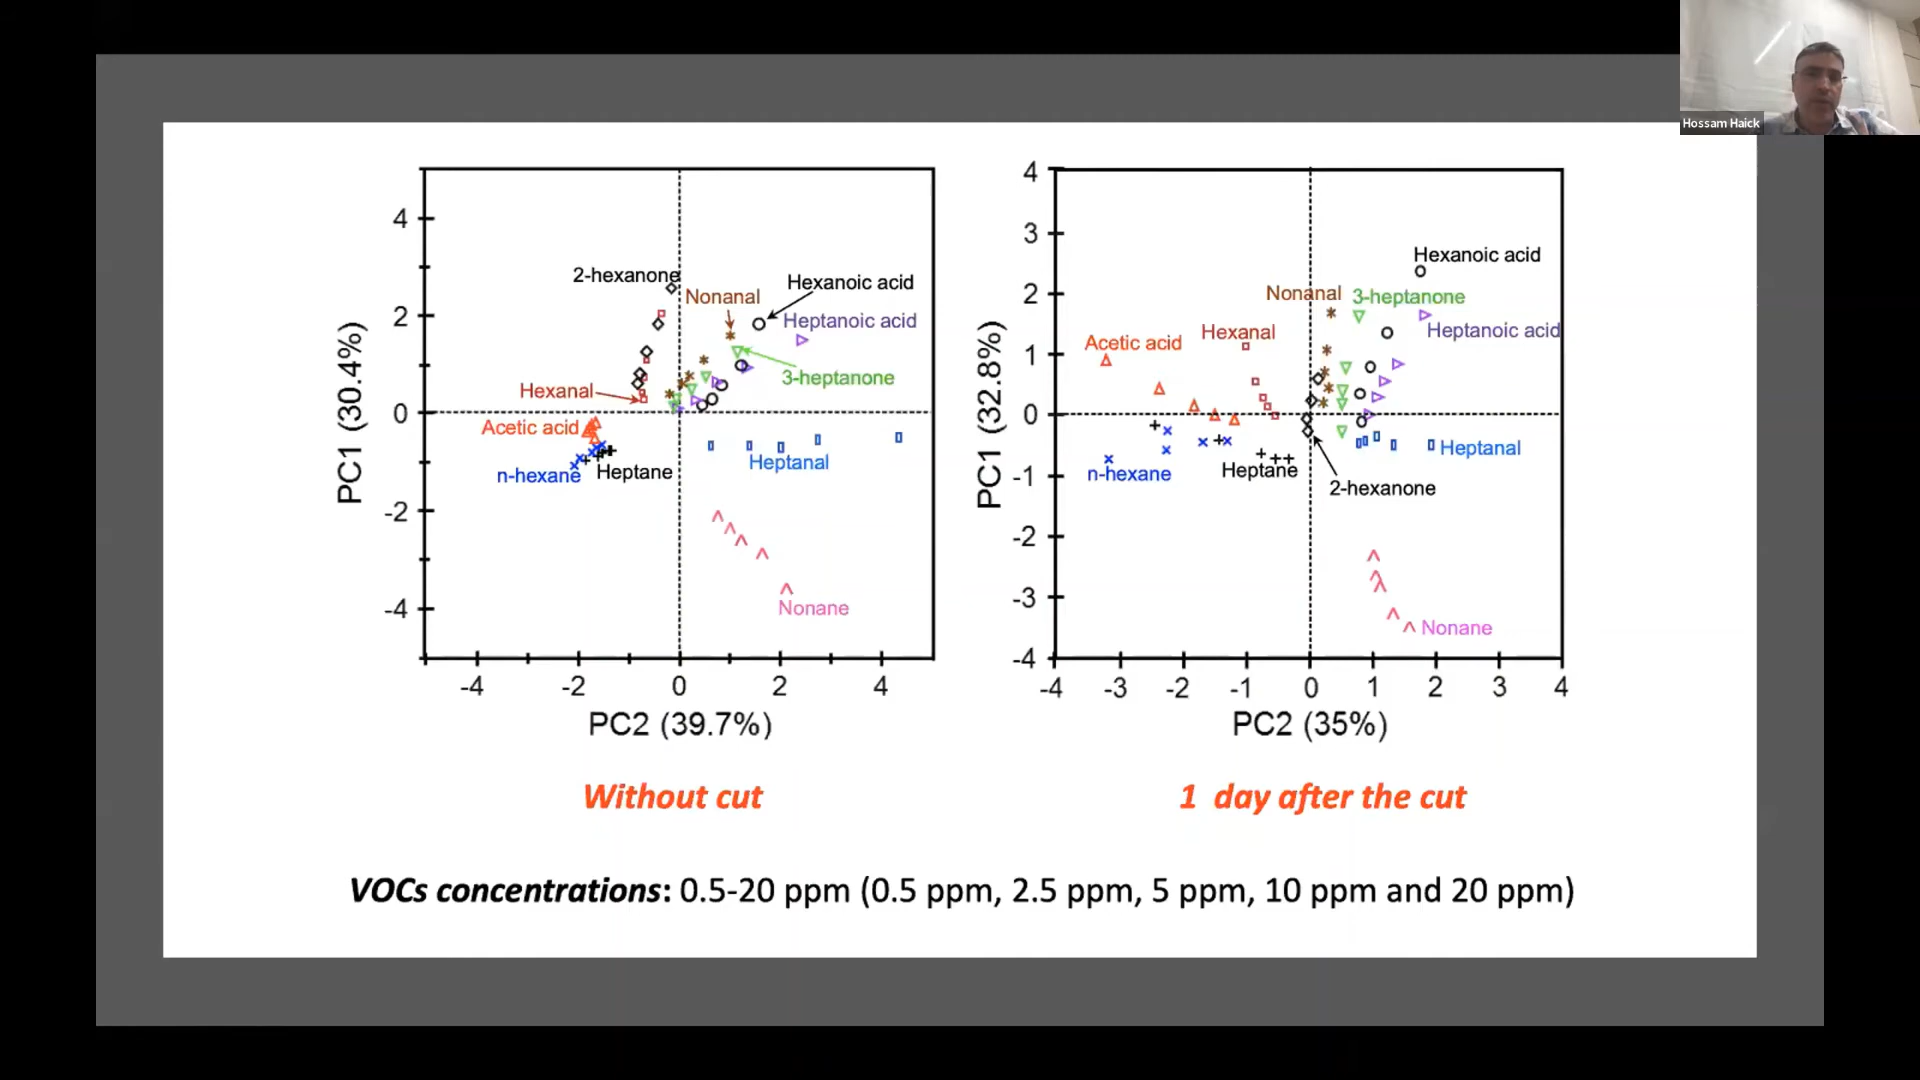 Hossam Haick
4
2
0
-2
-4
PC1 (30.4%)
2-hexanone
Nonanal
Hexanoic acid
Heptanoic acid
3-heptanone
Hexanal
Acetic acid
n-hexane
Heptane
Heptanal
Nonane
-4
-2
0
2
4
PC2 (39.7%)
Without cut
4
3
2
1
0
-1
-2
-3
-4
PC1 (32.8%)
Hexanoic acid
Nonanal
3-heptanone
Heptanoic acid
Acetic acid
Hexanal
n-hexane
Heptane
Heptanal
2-hexanone
Nonane
-4
-3
-2
-1
0
1
2
3
4
PC2 (35%)
1 day after the cut
VOCs concentrations: 0.5-20 ppm (0.5 ppm, 2.5 ppm, 5 ppm, 10 ppm and 20 ppm)